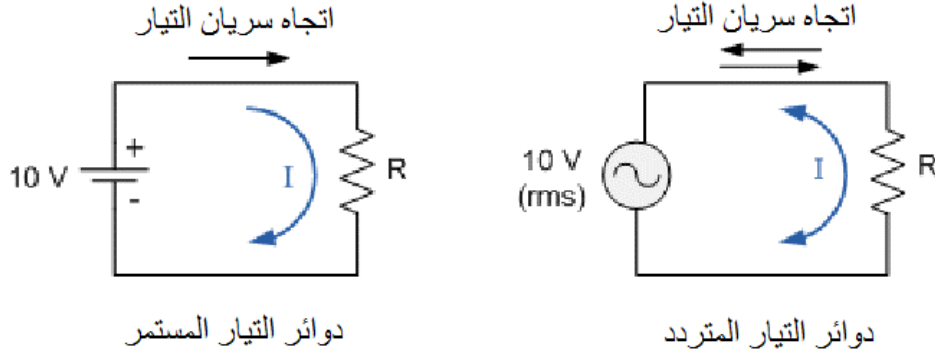 اتجاه سريان التيار
اتجاه سريان التيار
10 V
+
-
I
R
10 V
(rms)
I
R
دوائر التيار المستمر
دوائر التيار المتردد